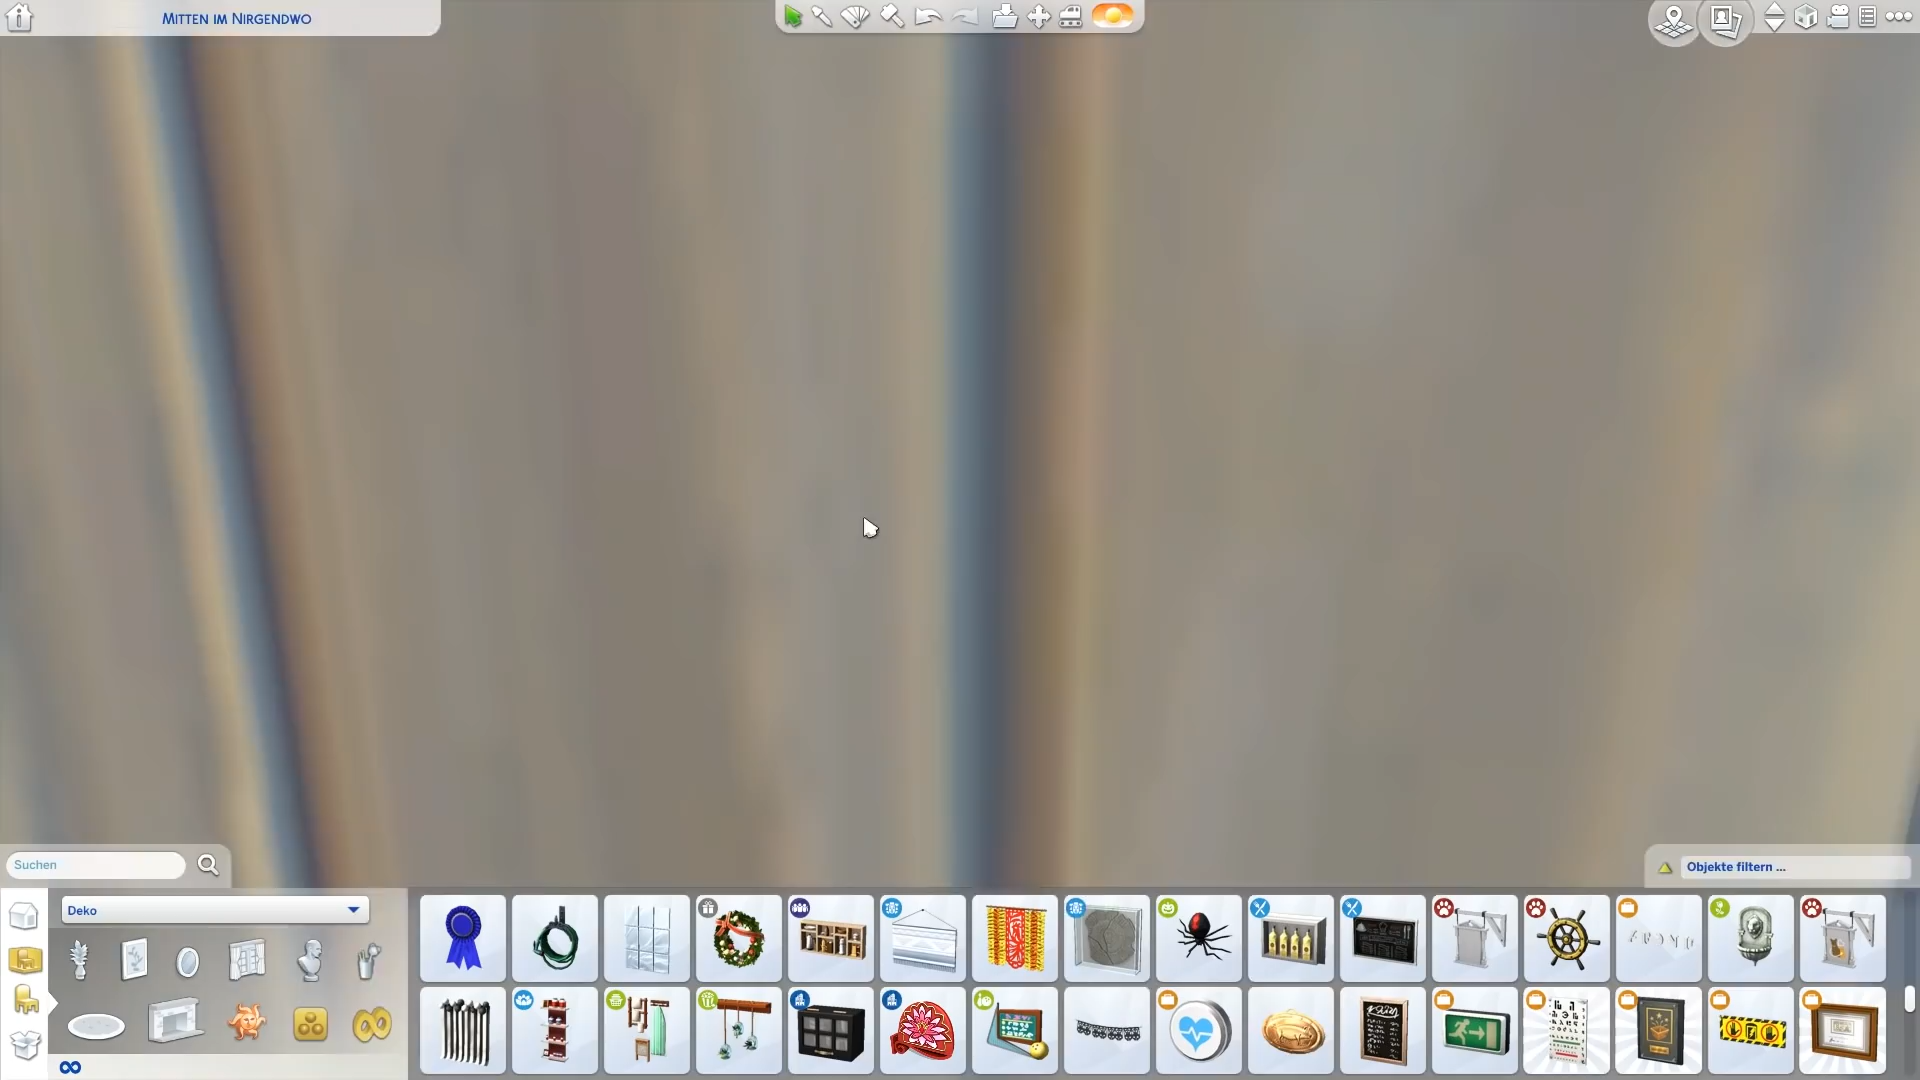 Mitten im Nirgendwo
Suchen
Objekte filtern ...
Deko